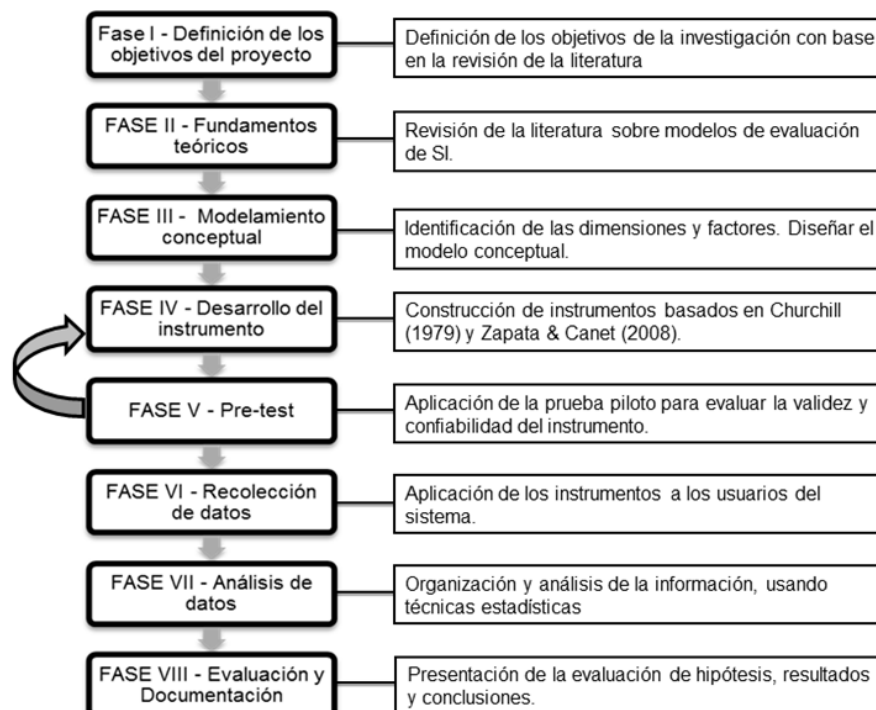 Fase I - Definición de los
objetivos del proyecto
Definición de los objetivos de la investigación con base
en la revisión de la literatura
FASE II - Fundamentos
teóricos
Revisión de la literatura sobre modelos de evaluación
de SI.
FASE III - Modelamiento
conceptual
Identificación de las dimensiones y factores. Diseñar el
modelo conceptual.
FASE IV - Desarrollo del
instrumento
Construcción de instrumentos basados en Churchill
(1979) y Zapata & Canet (2008).
FASE V - Pre-test
Aplicación de la prueba piloto para evaluar la validez y
confiabilidad del instrumento.
FASE VI - Recolección
de datos
Aplicación de los instrumentos a los usuarios del
sistema.
FASE VII - Análisis de
datos
Organización y análisis de la información, usando
técnicas estadísticas
FASE VIII - Evaluación y
Documentación
Presentación de la evaluación de hipótesis, resultados
y conclusiones.